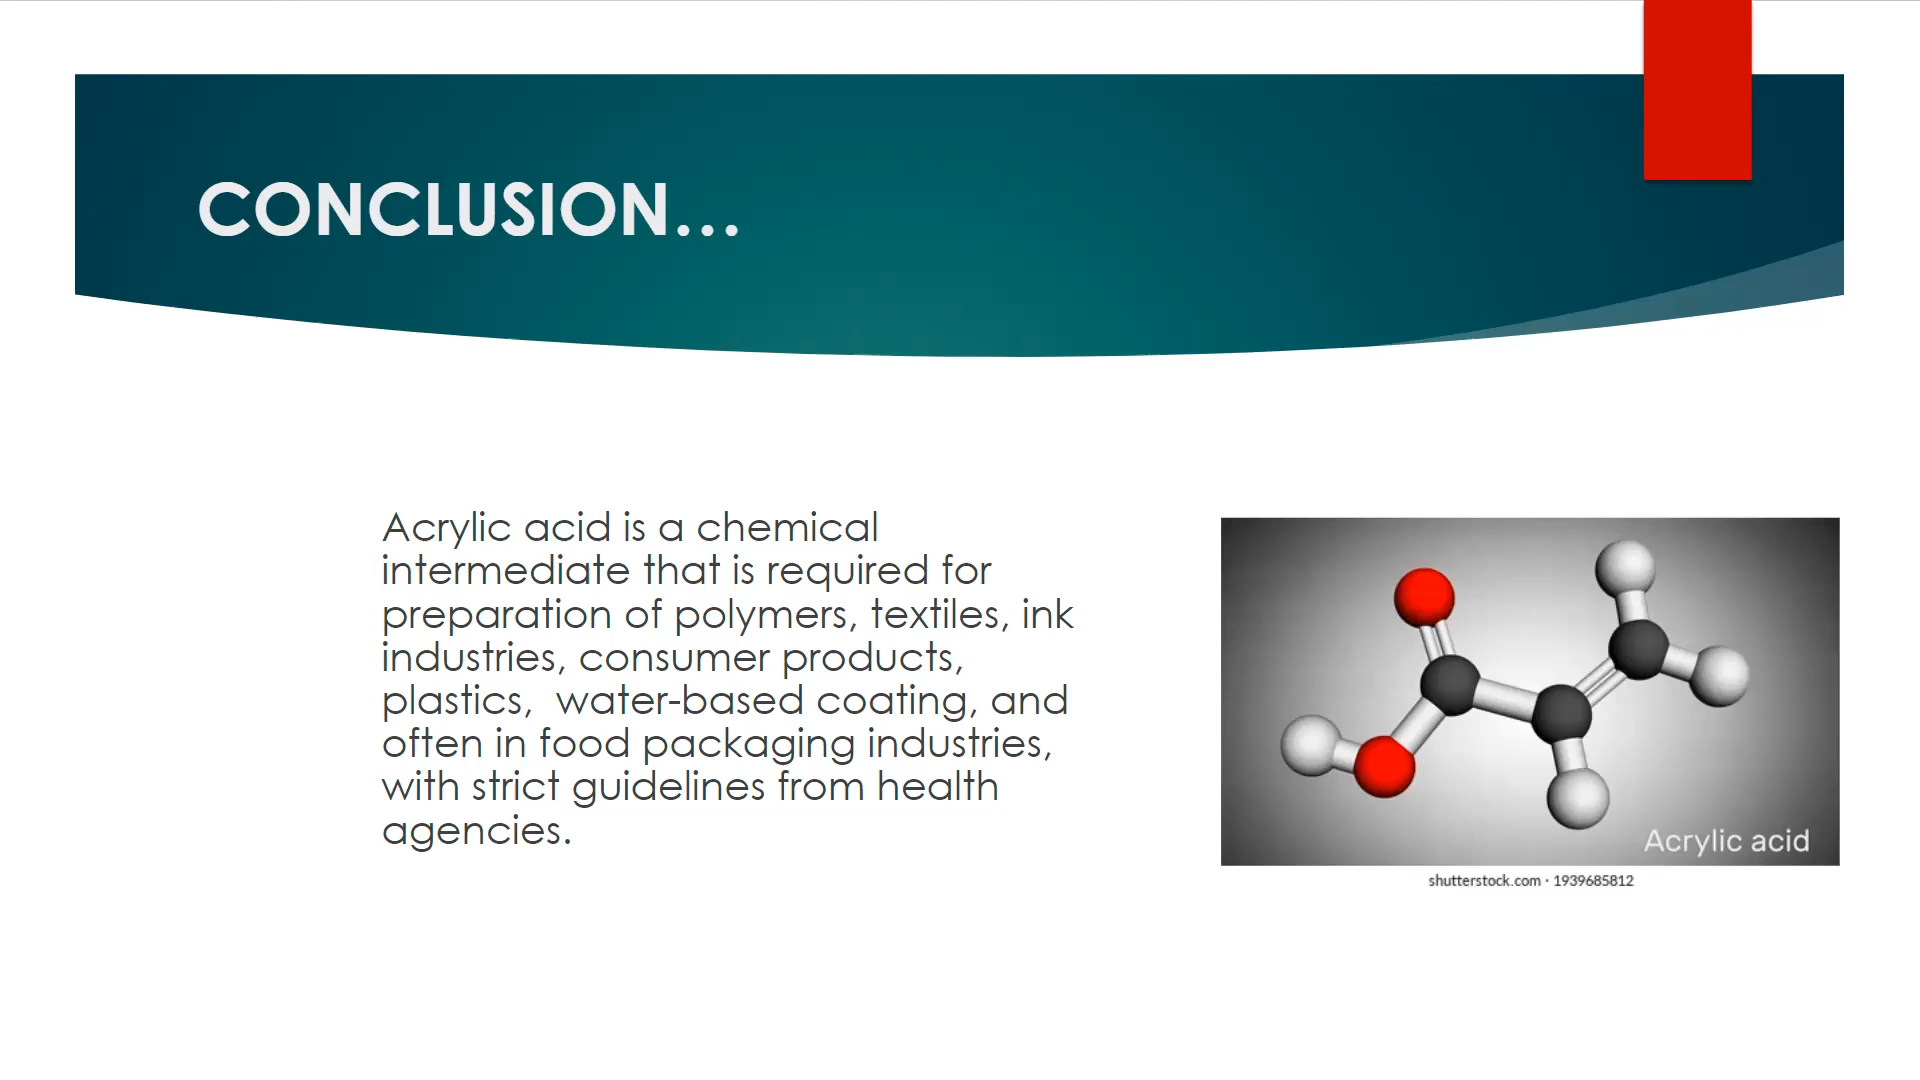 CONCLUSION...
Acrylic acid is a chemical
intermediate that is required for
preparation of polymers, textiles, ink
industries, consumer products,
plastics,  water-based coating, and
often in food packaging industries,
with strict guidelines from health
agencies.
Acrylic acid
shutterstock.com · 1939685812